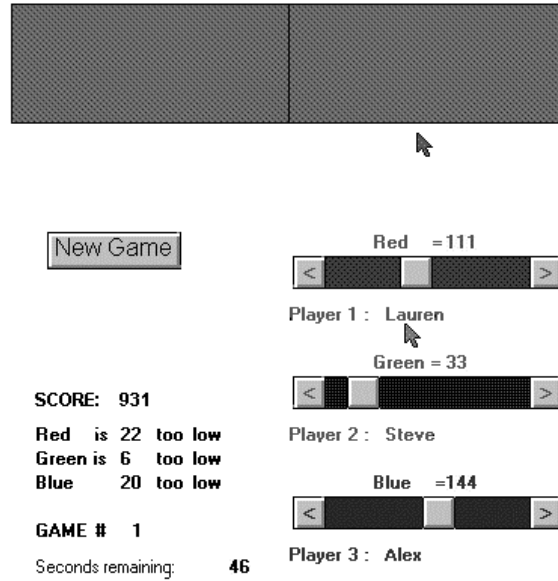 New Game
Red =111
< >
Player 1 : Lauren
Green = 33
< >
Player 2 : Steve
Blue =144
< >
Player 3 : Alex
SCORE: 931
Red is 22 too low
Green is 6 too low
Blue 20 too low
GAME # 1
Seconds remaining: 46